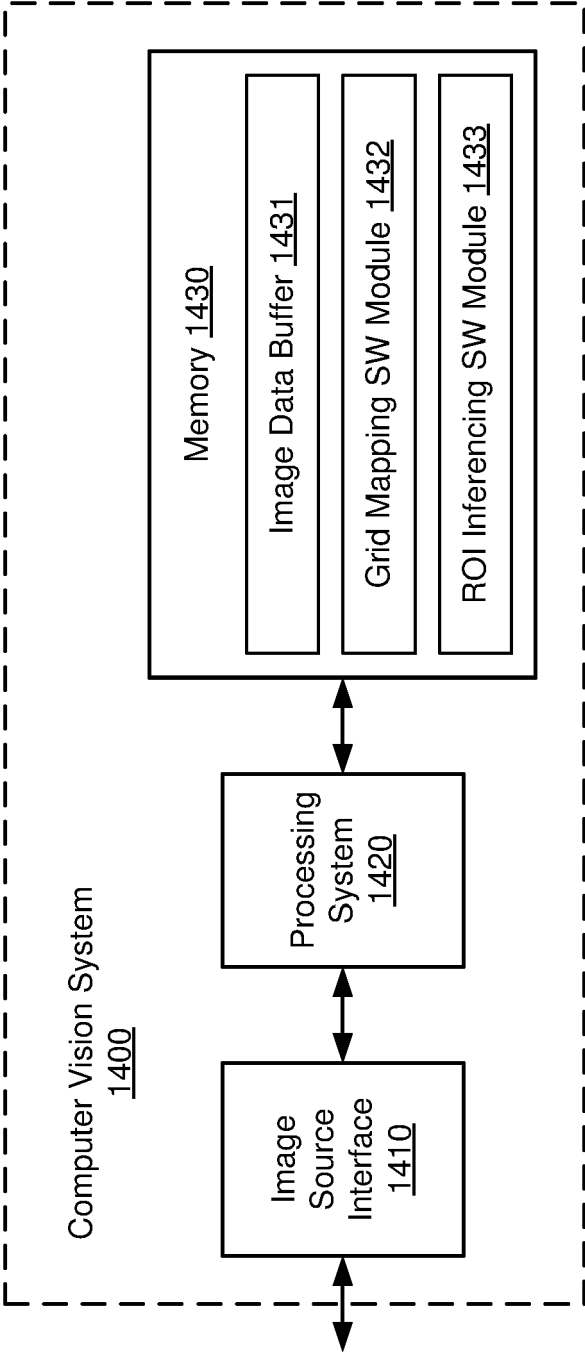 Computer Vision System
1400
Image
Source
Interface
1410
Processing
System
1420
Memory 1430
Image Data Buffer 1431
Grid Mapping SW Module 1432
ROI Inferencing SW Module 1433